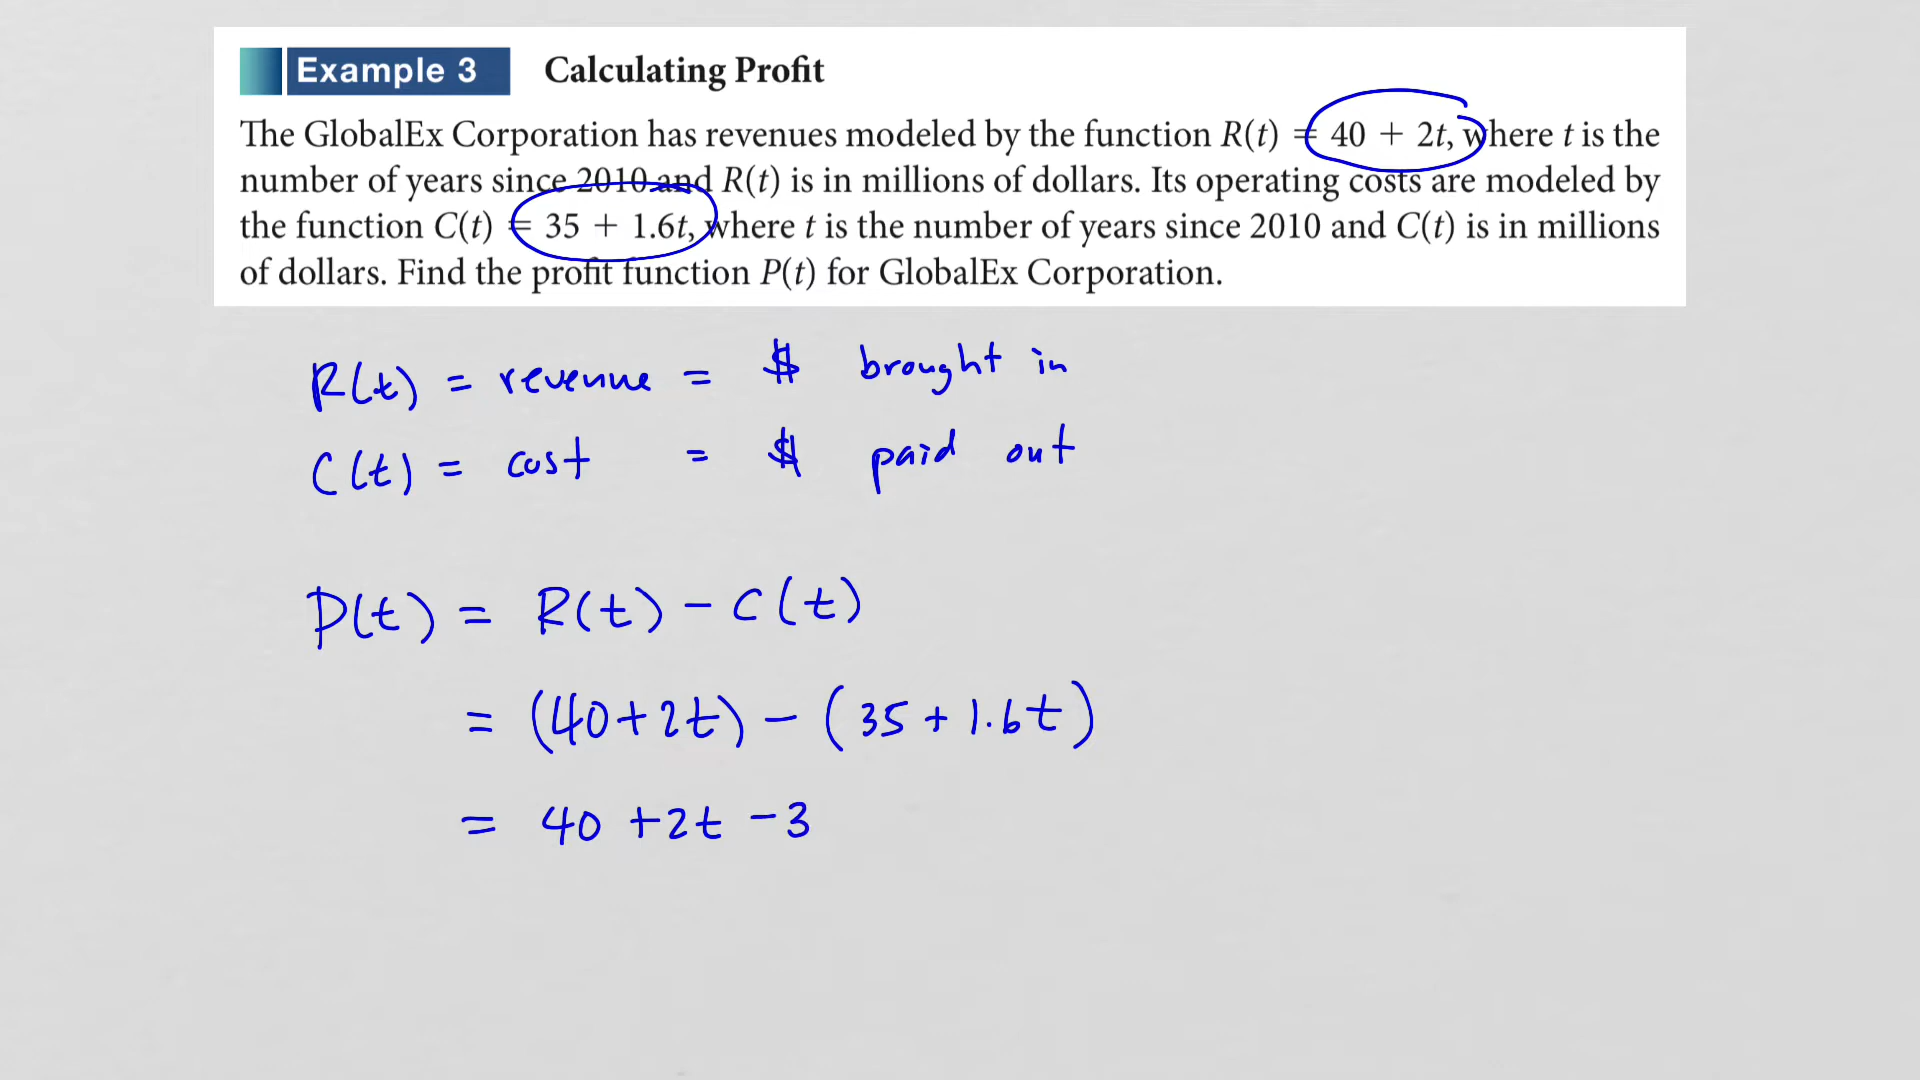 Example 3 Calculating Profit
The GlobalEx Corporation has revenues modeled by the function R(t) = 40 + 2t, where t is the
number of years since 2010 and R(t) is in millions of dollars. Its operating costs are modeled by
the function C(t) = 35 + 1.6t, where t is the number of years since 2010 and C(t) is in millions
of dollars. Find the profit function P(t) for GlobalEx Corporation.
R(t) = revenue = $ brought in
C(t) = cost = $ paid out
P(t) = R(t) - C(t)
= (40+2t) - (35+1.6t)
= 40 +2t -3